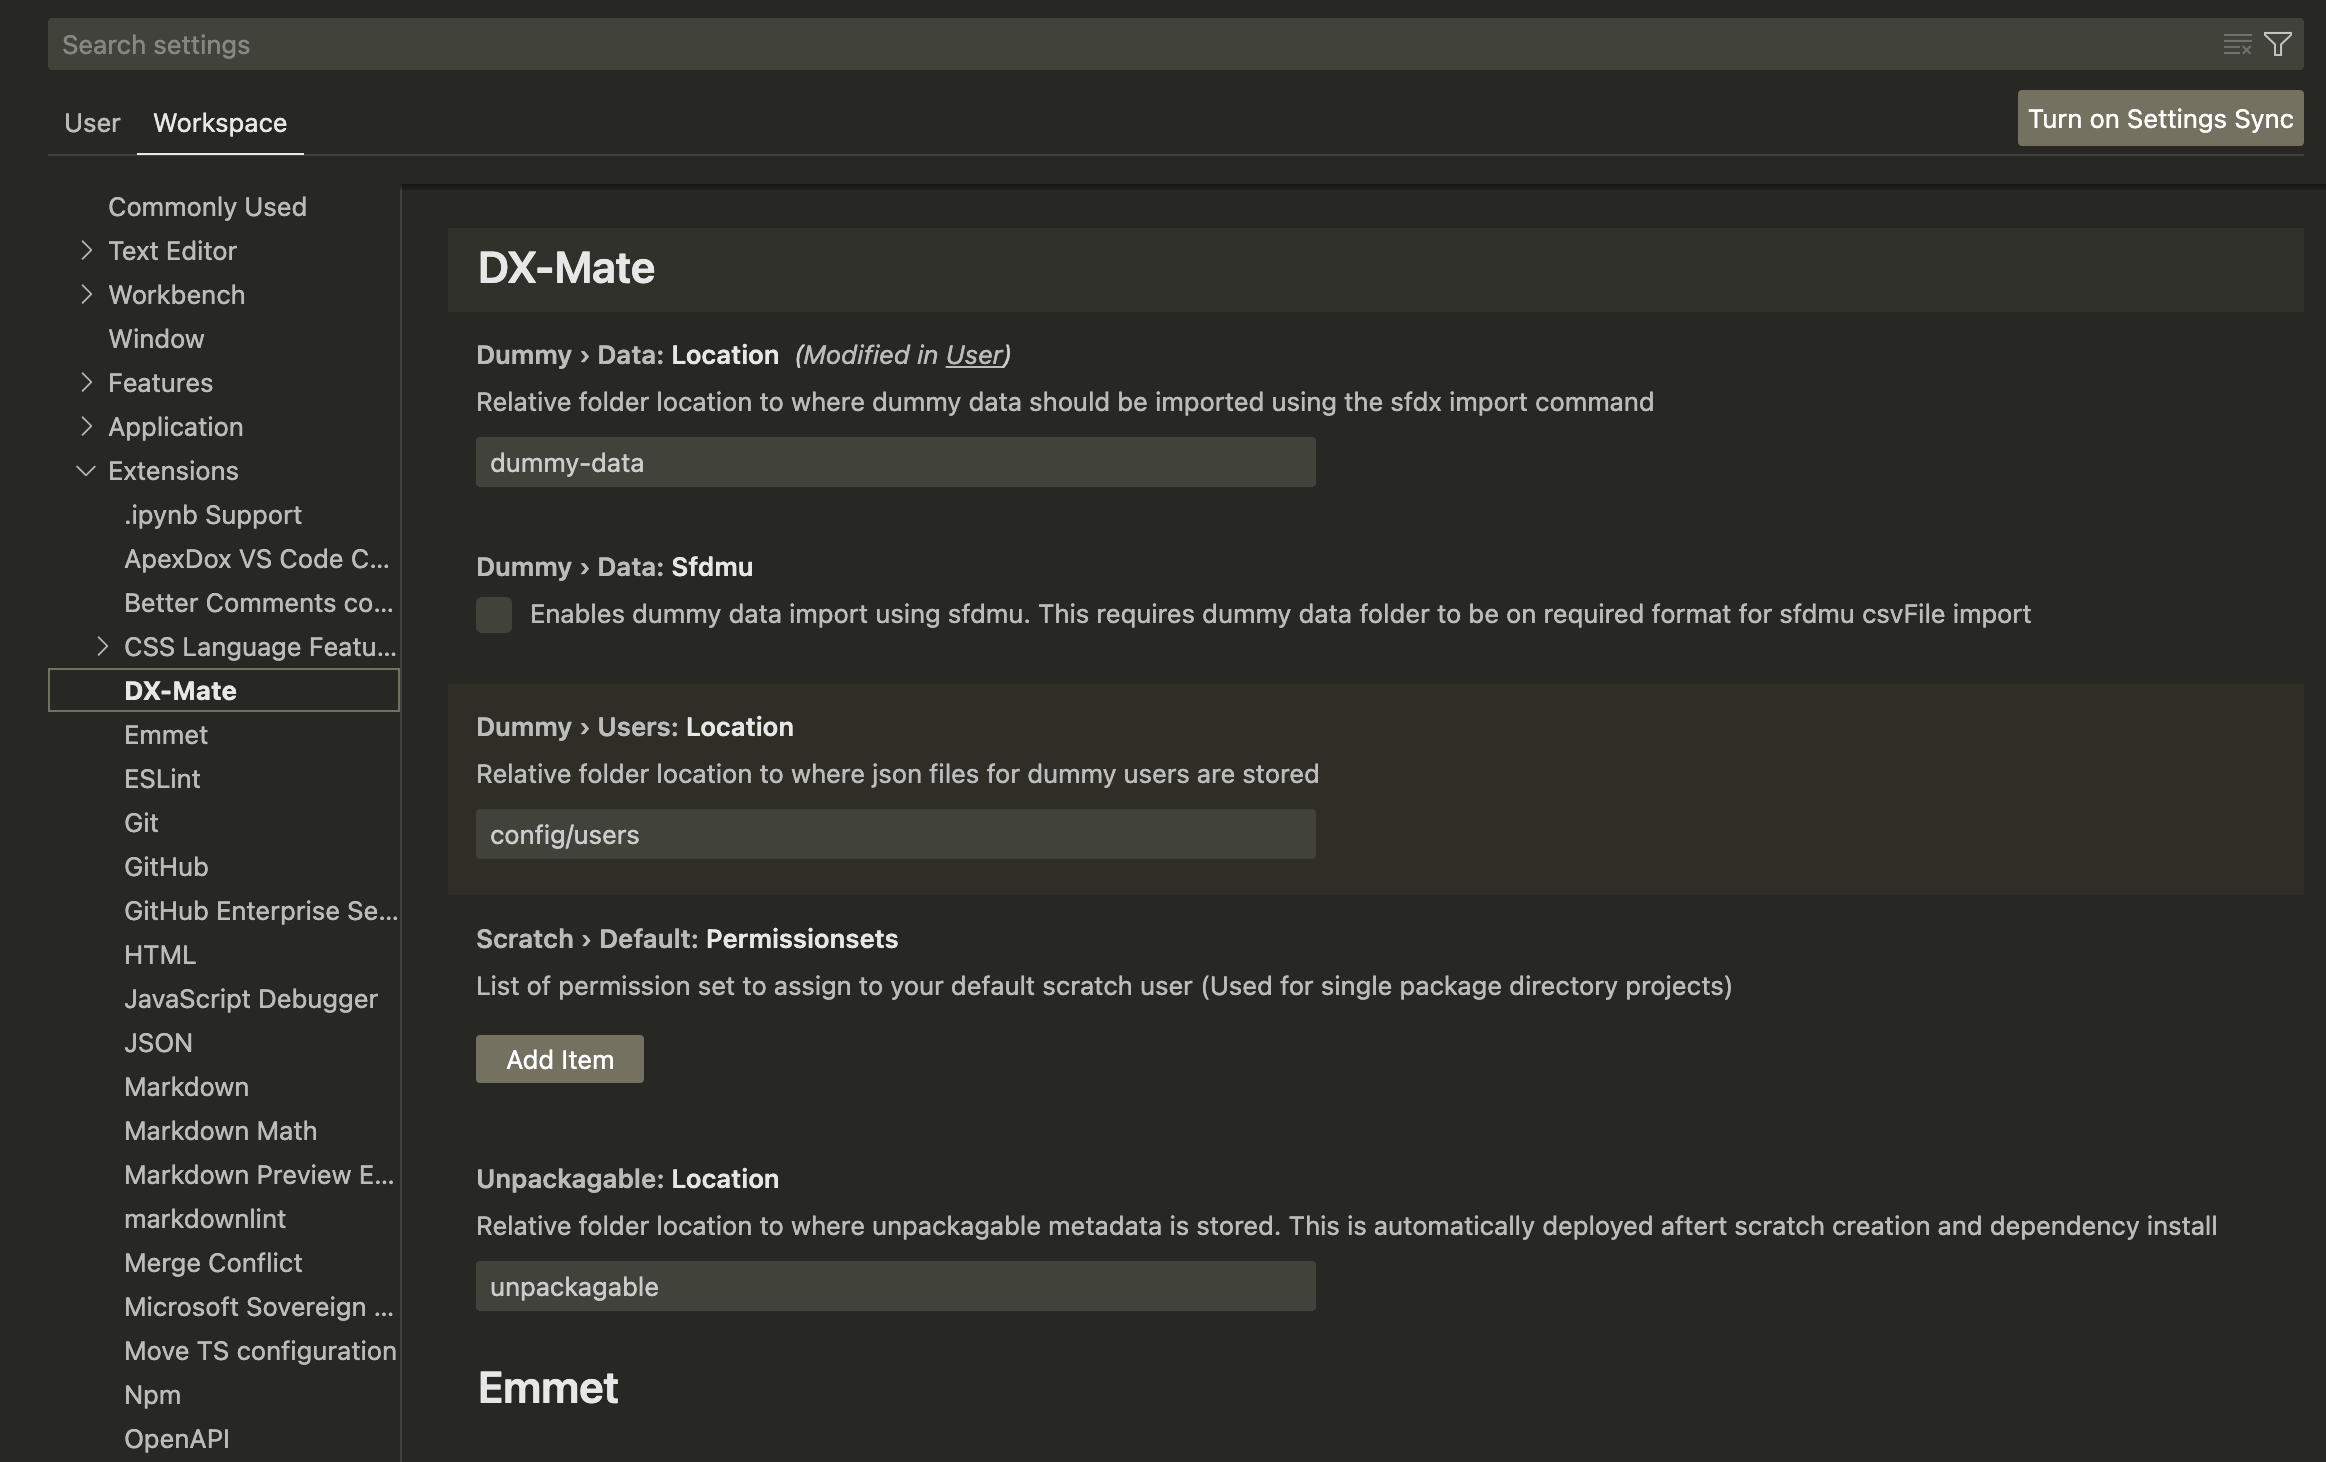 Search settings
User
Workspace
Turn on Settings Sync
Commonly Used
Text Editor
Workbench
Window
Features
Application
Extensions
.ipynb Support
ApexDox VS Code C...
Better Comments co...
CSS Language Featu...
DX-Mate
Emmet
ESLint
Git
GitHub
GitHub Enterprise Se...
HTML
JavaScript Debugger
JSON
Markdown
Markdown Math
Markdown Preview E...
markdownlint
Merge Conflict
Microsoft Sovereign ...
Move TS configuration
Npm
OpenAPI
DX-Mate
Dummy › Data: Location (Modified in User)
Relative folder location to where dummy data should be imported using the sfdx import command
dummy-data
Dummy › Data: Sfdmu
Enables dummy data import using sfdmu. This requires dummy data folder to be on required format for sfdmu csvFile import
Dummy › Users: Location
Relative folder location to where json files for dummy users are stored
config/users
Scratch › Default: Permissionsets
List of permission set to assign to your default scratch user (Used for single package directory projects)
Add Item
Unpackagable: Location
Relative folder location to where unpackagable metadata is stored. This is automatically deployed aftert scratch creation and dependency install
unpackagable
Emmet